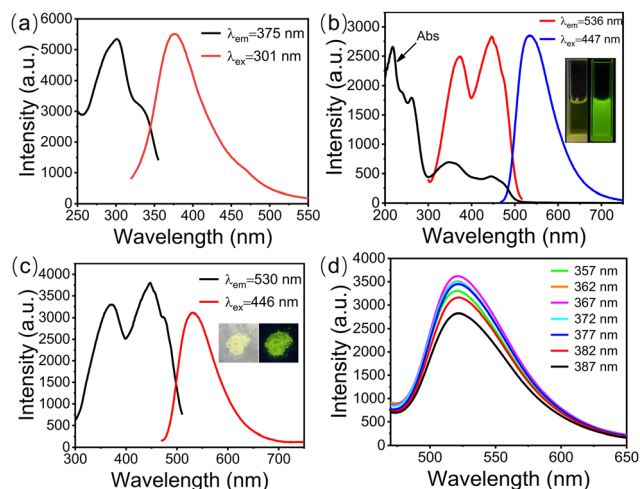 (a)
λem=375 nm
λex=301 nm
Intensity (a.u.)
6000
5000
4000
3000
2000
1000
0
250 300 350 400 450 500 550
Wavelength (nm)
(b)
Abs
λem=536 nm
λex=447 nm
Intensity (a.u.)
3000
2500
2000
1500
1000
500
0
200 300 400 500 600 700
Wavelength (nm)
(c)
λem=530 nm
λex=446 nm
Intensity (a.u.)
4000
3500
3000
2500
2000
1500
1000
500
0
300 400 500 600 700
Wavelength (nm)
(d)
357 nm
362 nm
367 nm
372 nm
377 nm
382 nm
387 nm
Intensity (a.u.)
4000
3500
3000
2500
2000
1500
1000
500
0
500 550 600 650
Wavelength (nm)